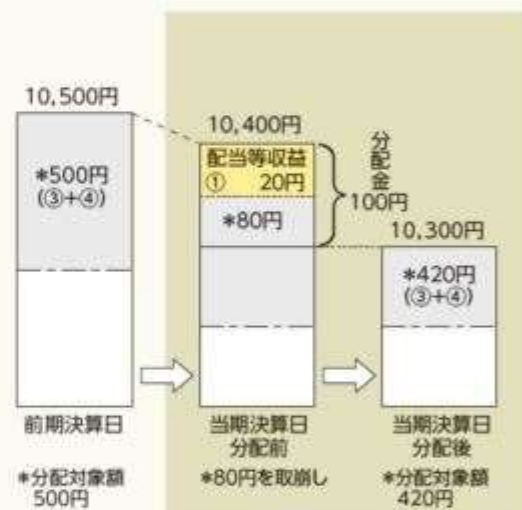 10,500円
*500円
(③+④)
前期決算日
*分配対象額
500円
10,400円
配当等収益
① 20円
*80円
分配金
100円
当期決算日
分配前
*80円を取崩し
10,300円
*420円
(③+④)
当期決算日
分配後
*分配対象額
420円